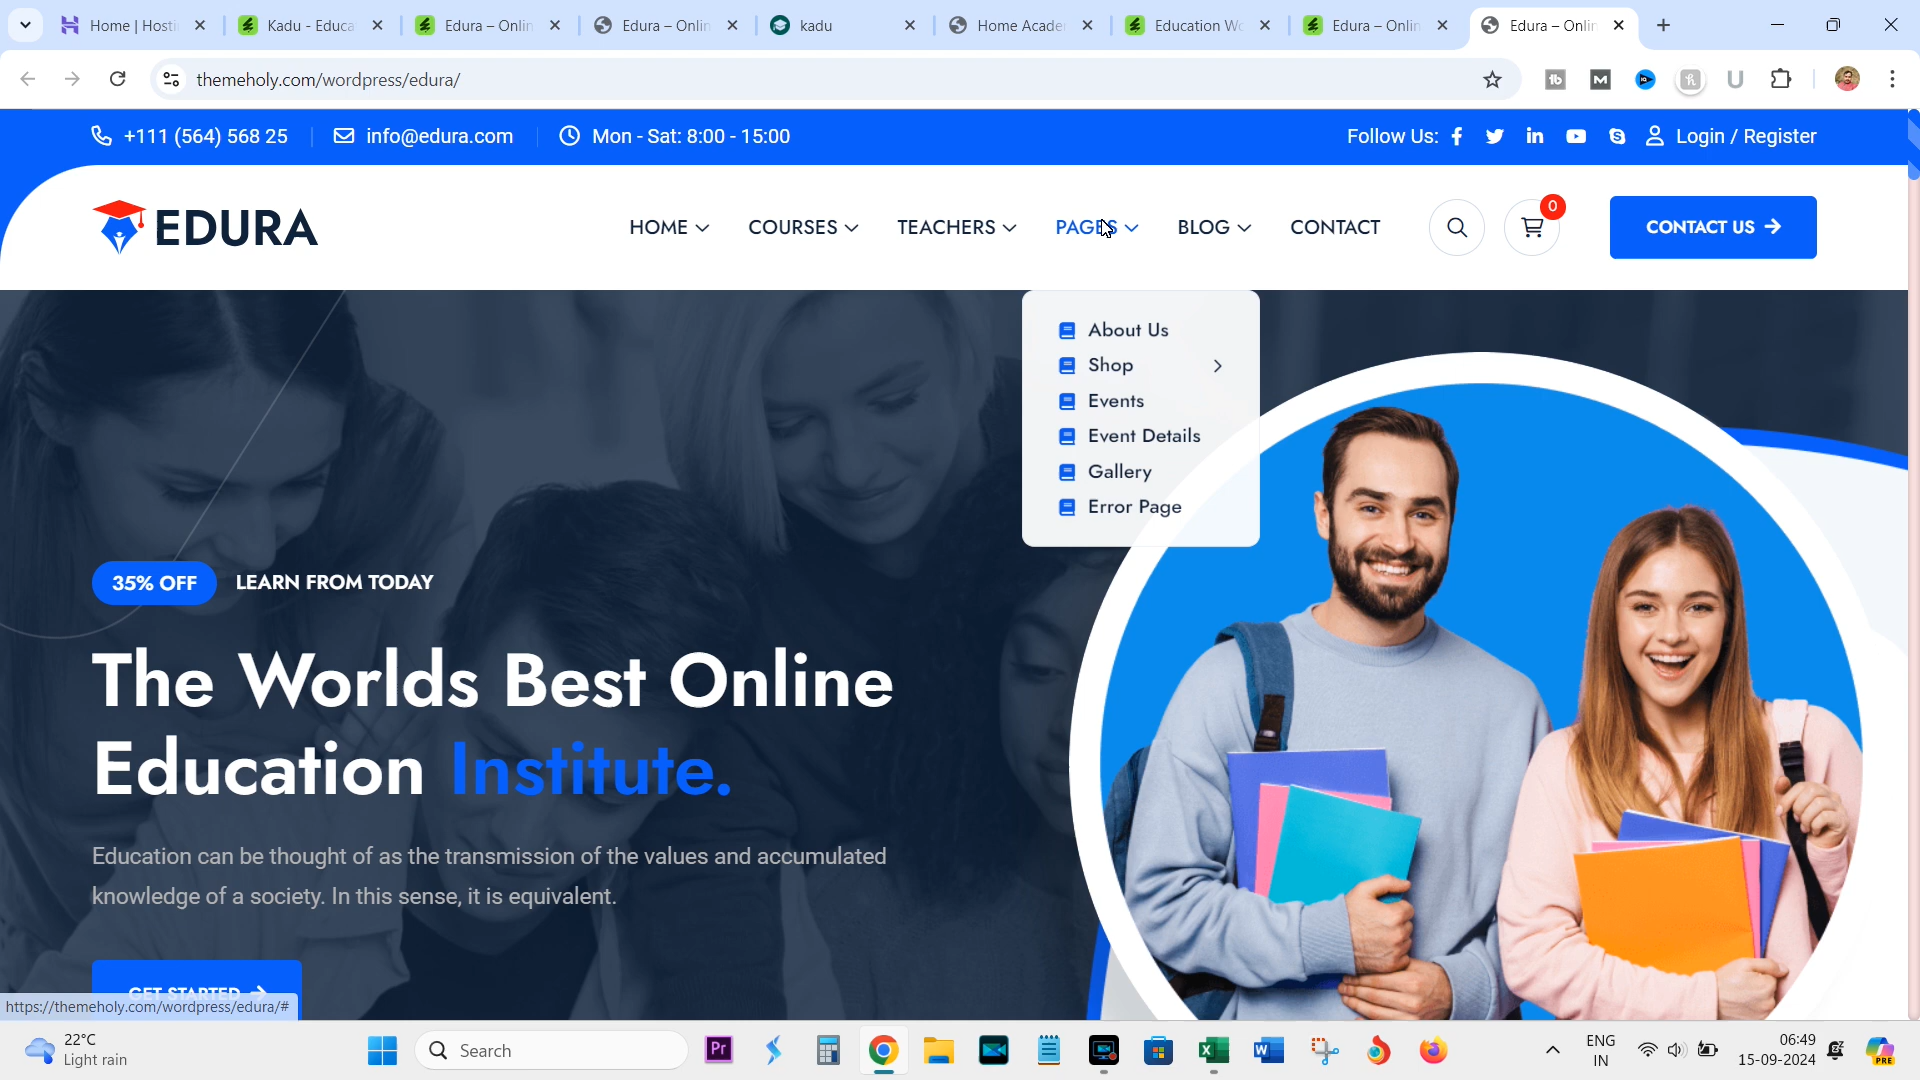 Home | Hosti
Kadu - Educa
Edura – Onlin
Edura – Onlin
kadu
Home Acade
Education Wo
Edura – Onlin
Edura – Onlin
themeholy.com/wordpress/edura/
+111 (564) 568 25
info@edura.com
Mon - Sat: 8:00 - 15:00
Follow Us:
Login / Register
EDURA
HOME
COURSES
TEACHERS
PAGES
BLOG
CONTACT
0
CONTACT US
About Us
Shop
Events
Event Details
Gallery
Error Page
35% OFF
LEARN FROM TODAY
The Worlds Best Online
Education Institute.
Education can be thought of as the transmission of the values and accumulated
knowledge of a society. In this sense, it is equivalent.
GET STARTED
https://themeholy.com/wordpress/edura/#
22°C
Light rain
Search
Pr
ENG
IN
06:49
15-09-2024
PRE